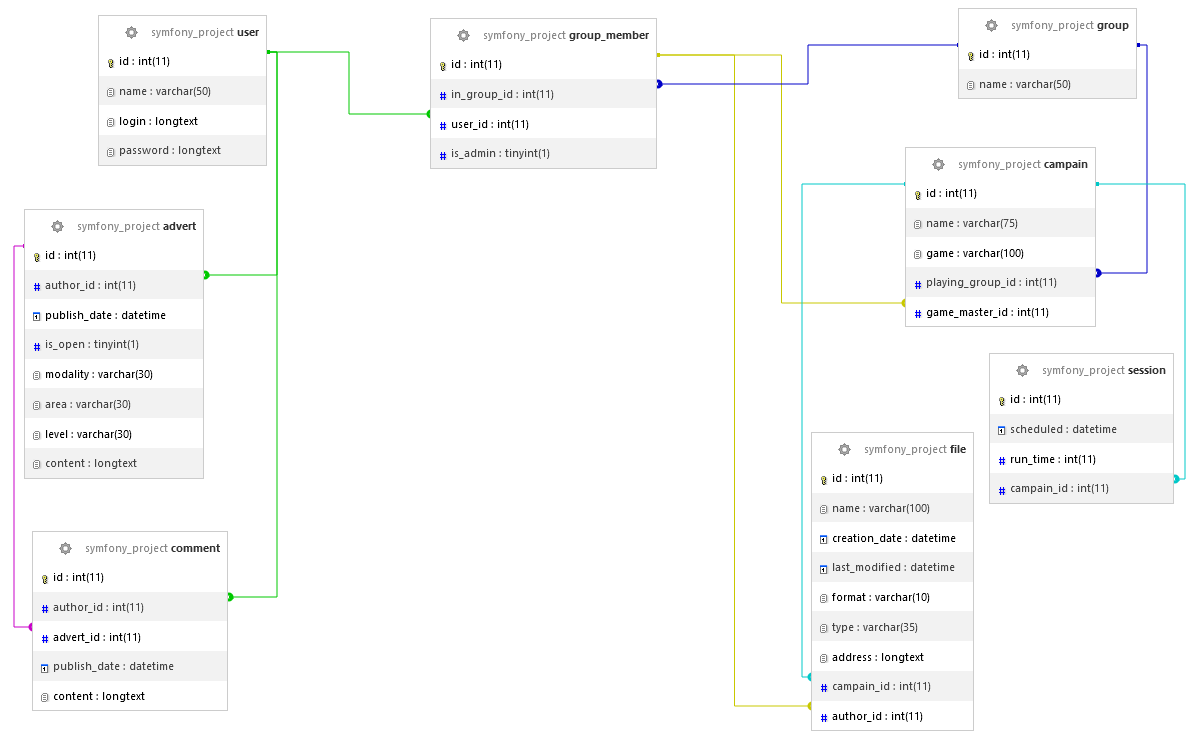 symfony_project user
id : int(11)
name : varchar(50)
login : longtext
password : longtext
symfony_project group_member
id : int(11)
in_group_id : int(11)
user_id : int(11)
is_admin : tinyint(1)
symfony_project group
id : int(11)
name : varchar(50)
symfony_project campain
id : int(11)
name : varchar(75)
game : varchar(100)
playing_group_id : int(11)
game_master_id : int(11)
symfony_project advert
id : int(11)
author_id : int(11)
publish_date : datetime
is_open : tinyint(1)
modality : varchar(30)
area : varchar(30)
level : varchar(30)
content : longtext
symfony_project session
id : int(11)
scheduled : datetime
run_time : int(11)
campain_id : int(11)
symfony_project file
id : int(11)
name : varchar(100)
creation_date : datetime
last_modified : datetime
format : varchar(10)
type : varchar(35)
address : longtext
campain_id : int(11)
author_id : int(11)
symfony_project comment
id : int(11)
author_id : int(11)
advert_id : int(11)
publish_date : datetime
content : longtext